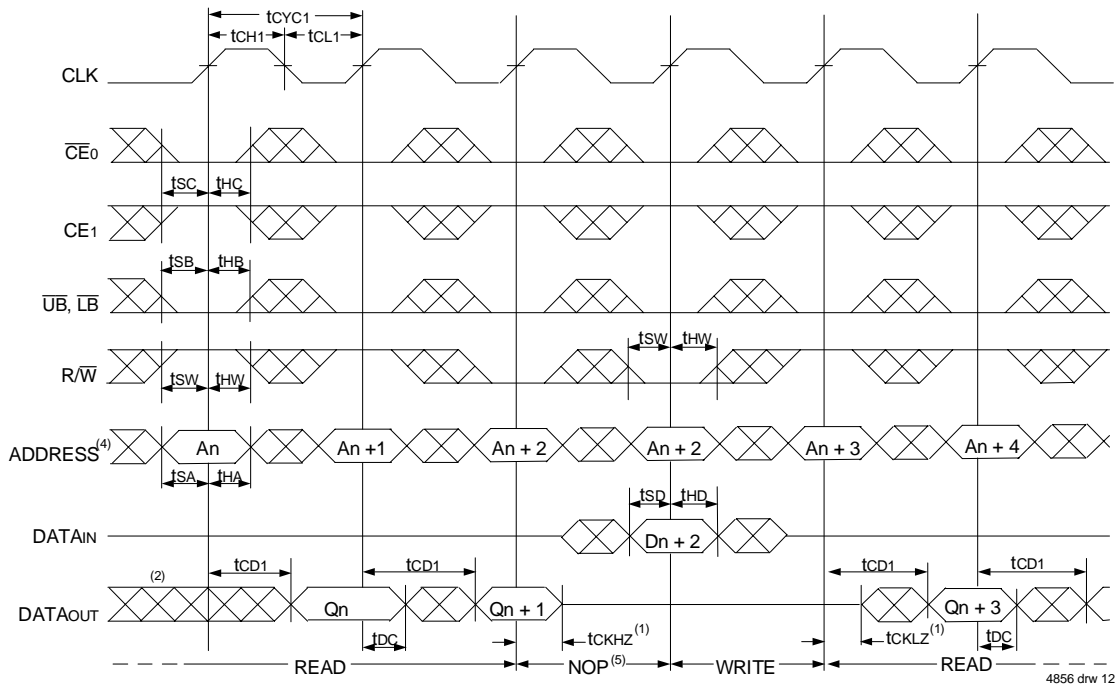 tCYC1
tCH1 tCL1
CLK
CE0
tSC tHC
CE1
tSB tHB
UB, LB
tSW tHW
R/W
tSW tHW
ADDRESS(4) An An +1 An + 2 An + 2 An + 3 An + 4
tSA tHA
tSD tHD
DATAIN Dn + 2
(2) tCD1 tCD1 tCD1 tCD1
DATAOUT Qn Qn + 1 Qn + 3
tDC tCKHZ(1) tCKLZ(1) tDC
READ NOP(5) WRITE READ
4856 drw 12